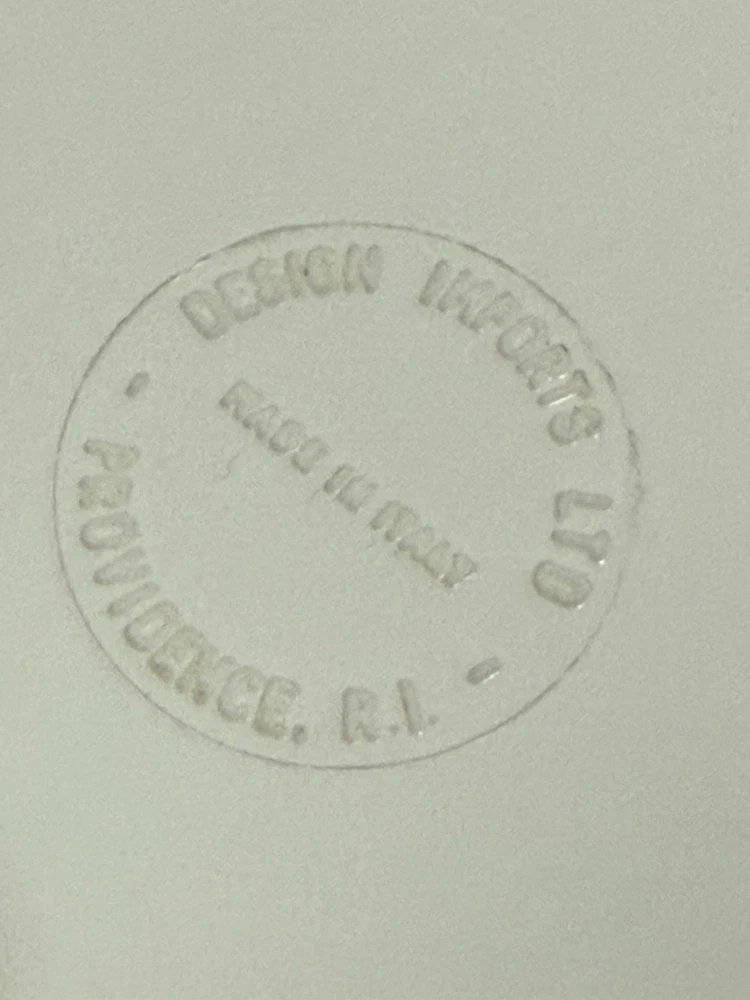 DESIGN IMPORTS LTD
MADE IN ITALY
- PROVIDENCE, R.I. -